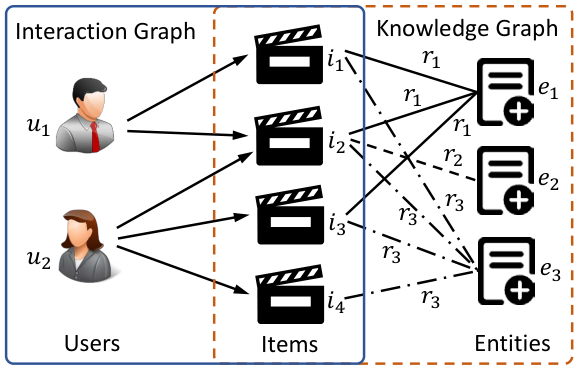 Interaction Graph
Knowledge Graph
u₁
u₂
i₁
i₂
i₃
i₄
r₁
r₁
r₁
r₂
r₃
r₃
r₃
r₃
e₁
e₂
e₃
Users
Items
Entities